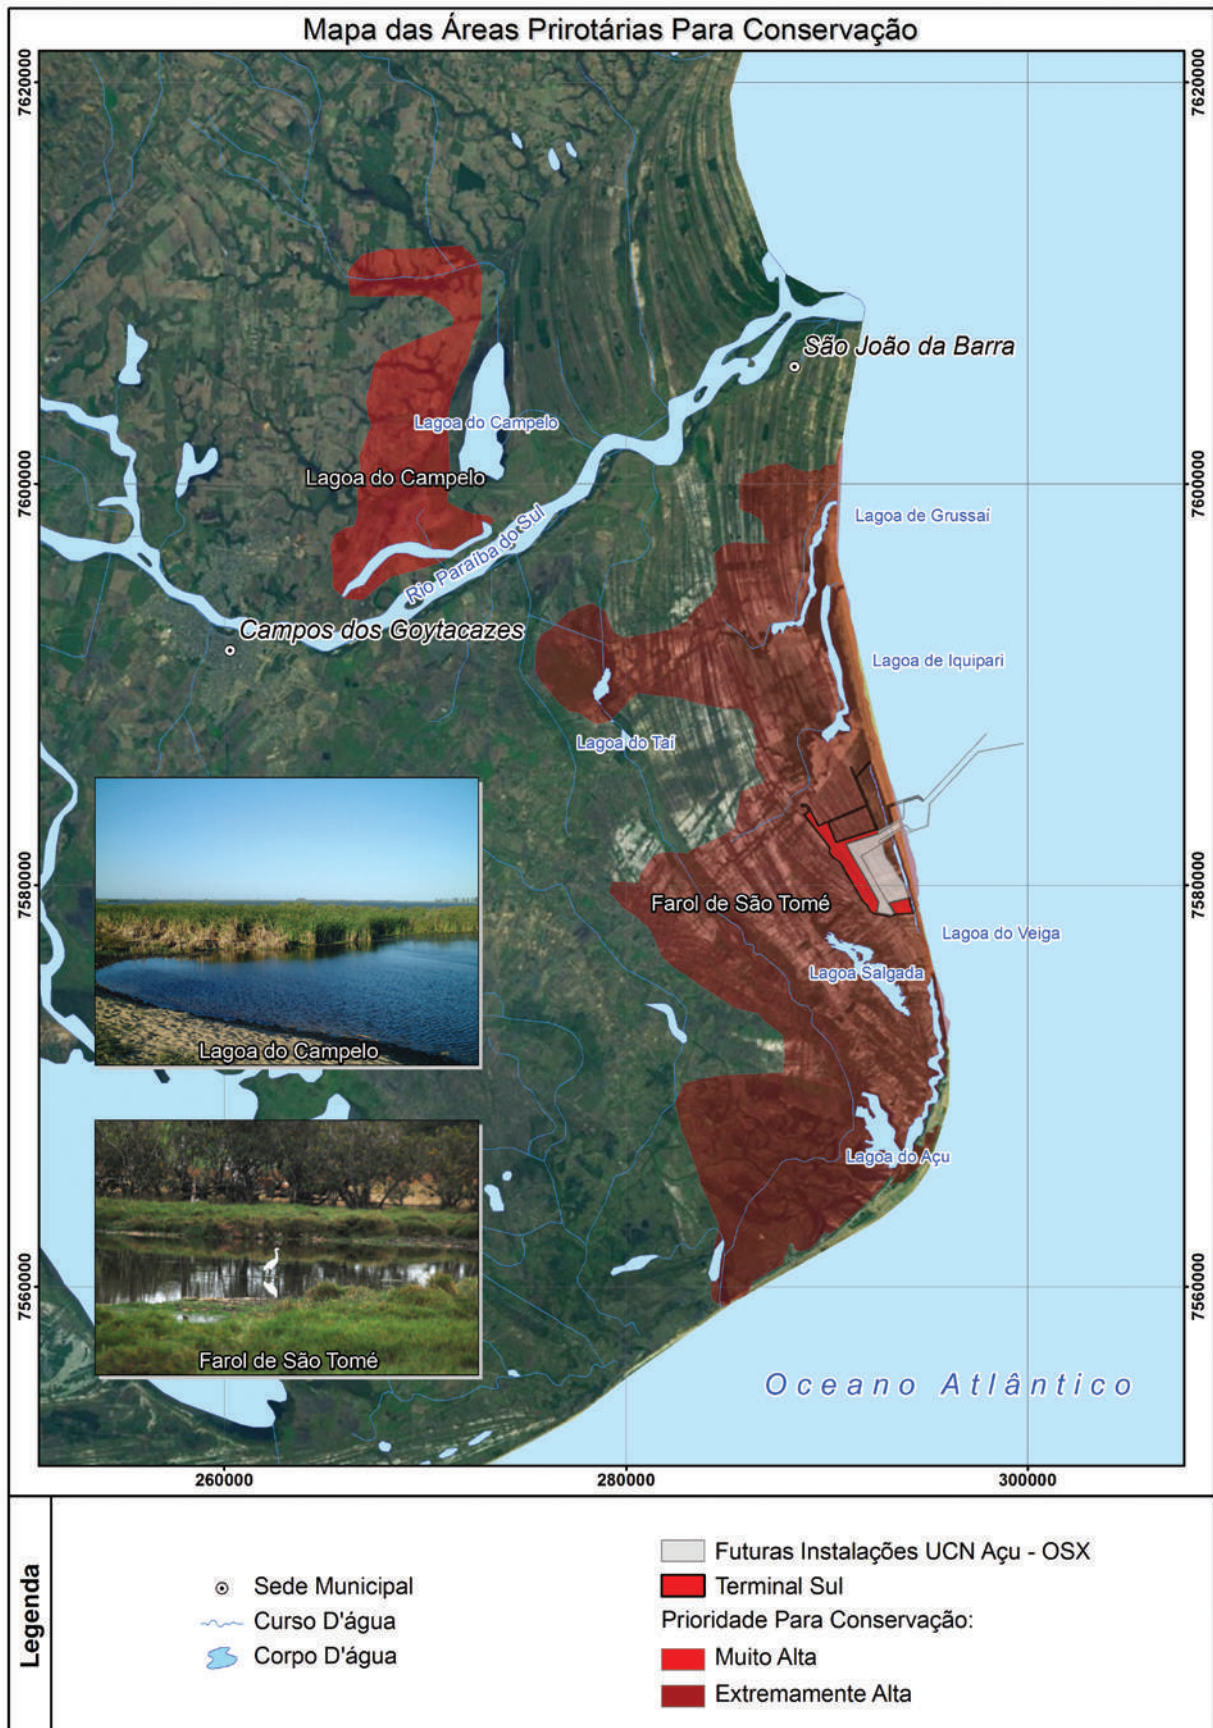 Mapa das Áreas Prirotárias Para Conservação
7620000
7620000
São João da Barra
Lagoa do Campelo
Lagoa do Campelo
7600000
7600000
Lagoa de Grussaí
Rio Paraíba do Sul
Campos dos Goytacazes
Lagoa de Iquipari
Lagoa do Taí
7580000
7580000
Farol de São Tomé
Lagoa do Veiga
Lagoa Salgada
Lagoa do Campelo
Lagoa do Açu
7560000
7560000
Farol de São Tomé
Oceano Atlântico
260000
280000
300000
Legenda
Sede Municipal
Curso D'água
Corpo D'água
Futuras Instalações UCN Açu - OSX
Terminal Sul
Prioridade Para Conservação:
Muito Alta
Extremamente Alta